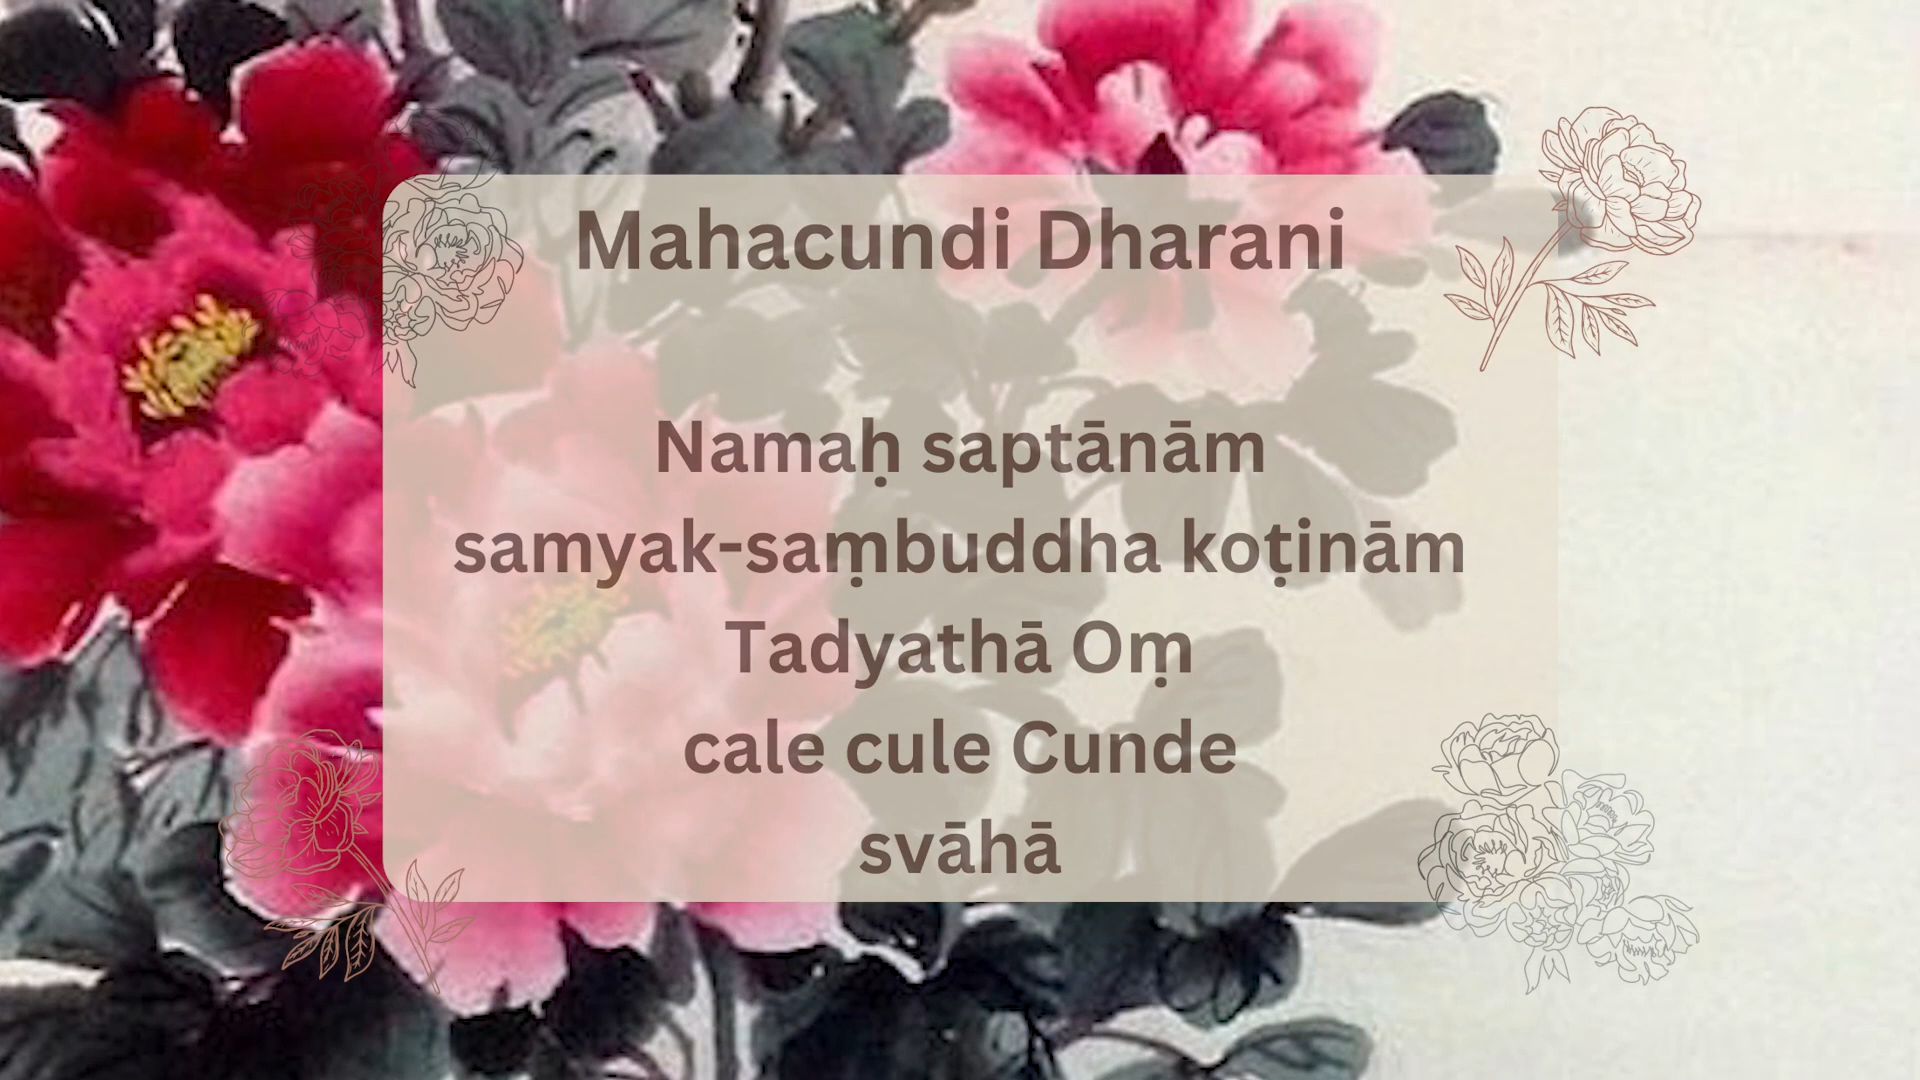 Mahacundi Dharani
Namaḥ saptānām
samyak-saṃbuddha koṭinām
Tadyathā Oṃ
cale cule Cunde
svāhā